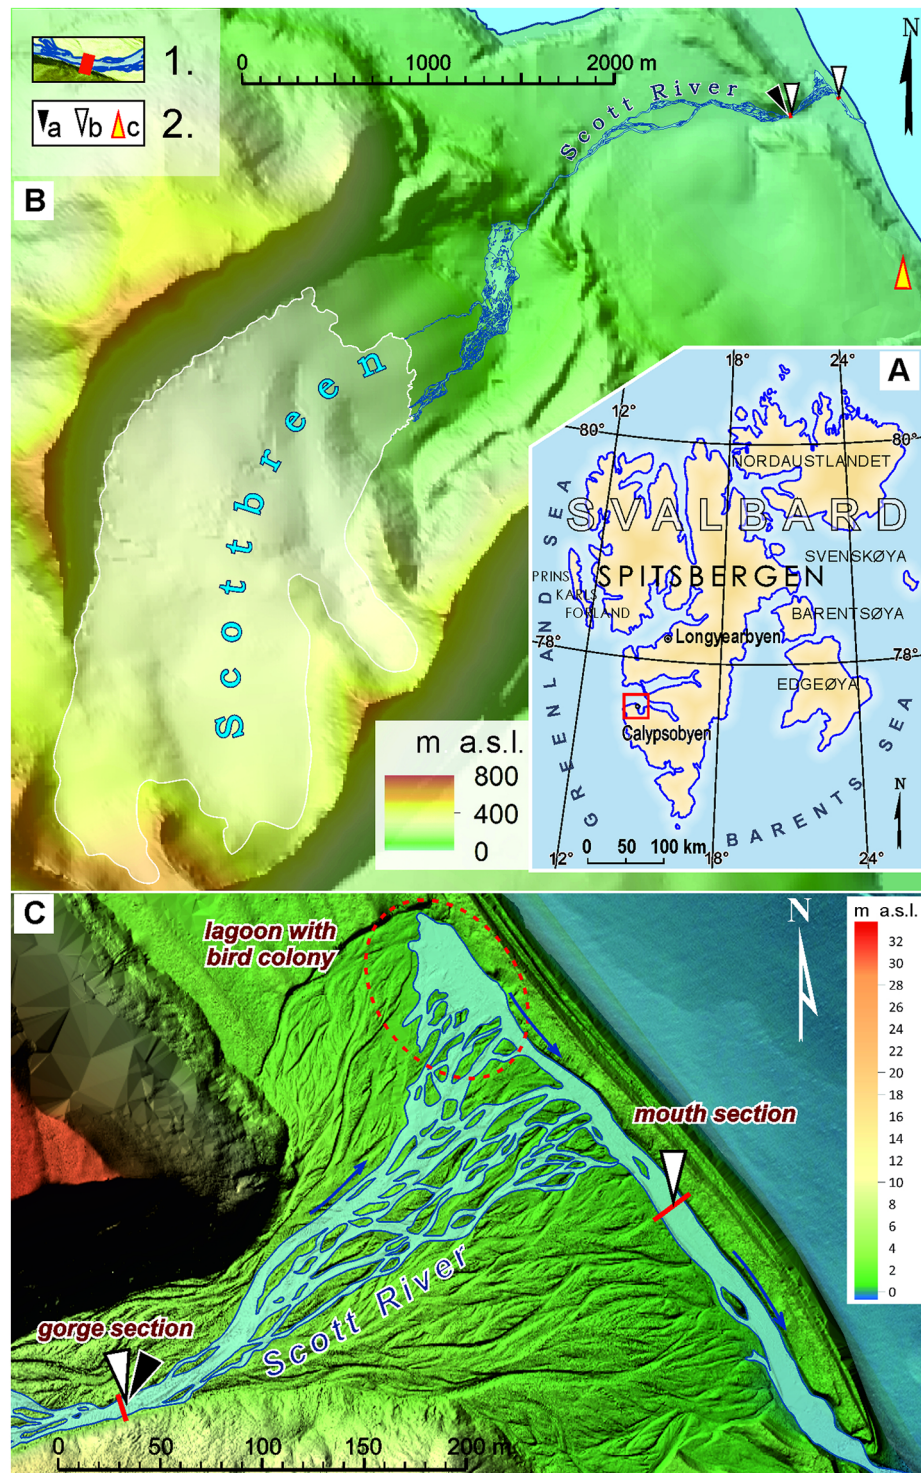 1.
a b c 2.
0 1000 2000 m
N
Scott River
B
Scottbreen
m a.s.l.
800
400
0
A
18° 24°
12°
80° 80°
NORDAUSTLANDET
SVALBARD
SVENSKØYA
SPITSBERGEN
PRINS
KARLS
FORLAND
BARENTSØYA
Longyearbyen
78° 78°
EDGEØYA
Calypsobyen
GREENLAND SEA
BARENTS SEA
0 50 100 km
12° 18° 24°
C
lagoon with
bird colony
N
m a.s.l.
32
30
28
26
24
22
20
18
16
14
12
10
8
6
4
2
0
mouth section
Scott River
gorge section
0 50 100 150 200 m